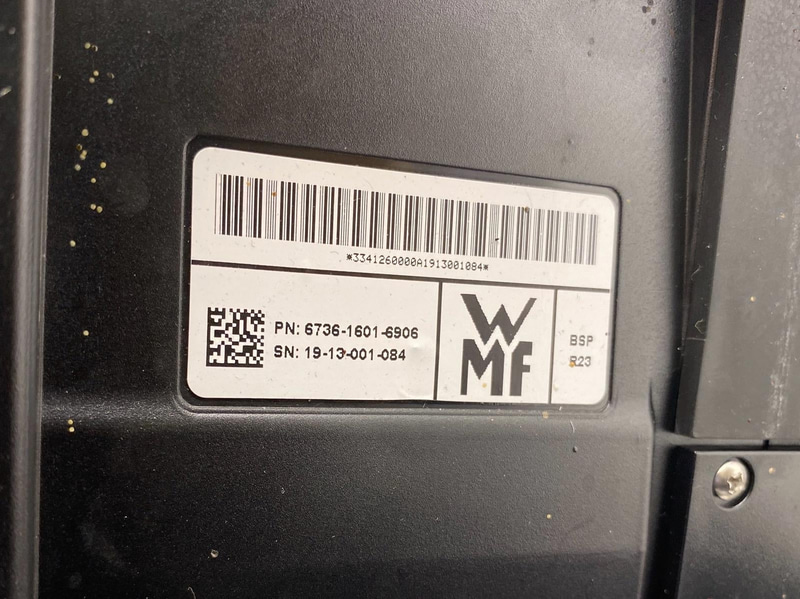 *3341260000A1913001084*
PN: 6736-1601-6906
SN: 19-13-001-084
WMF
BSP
R23